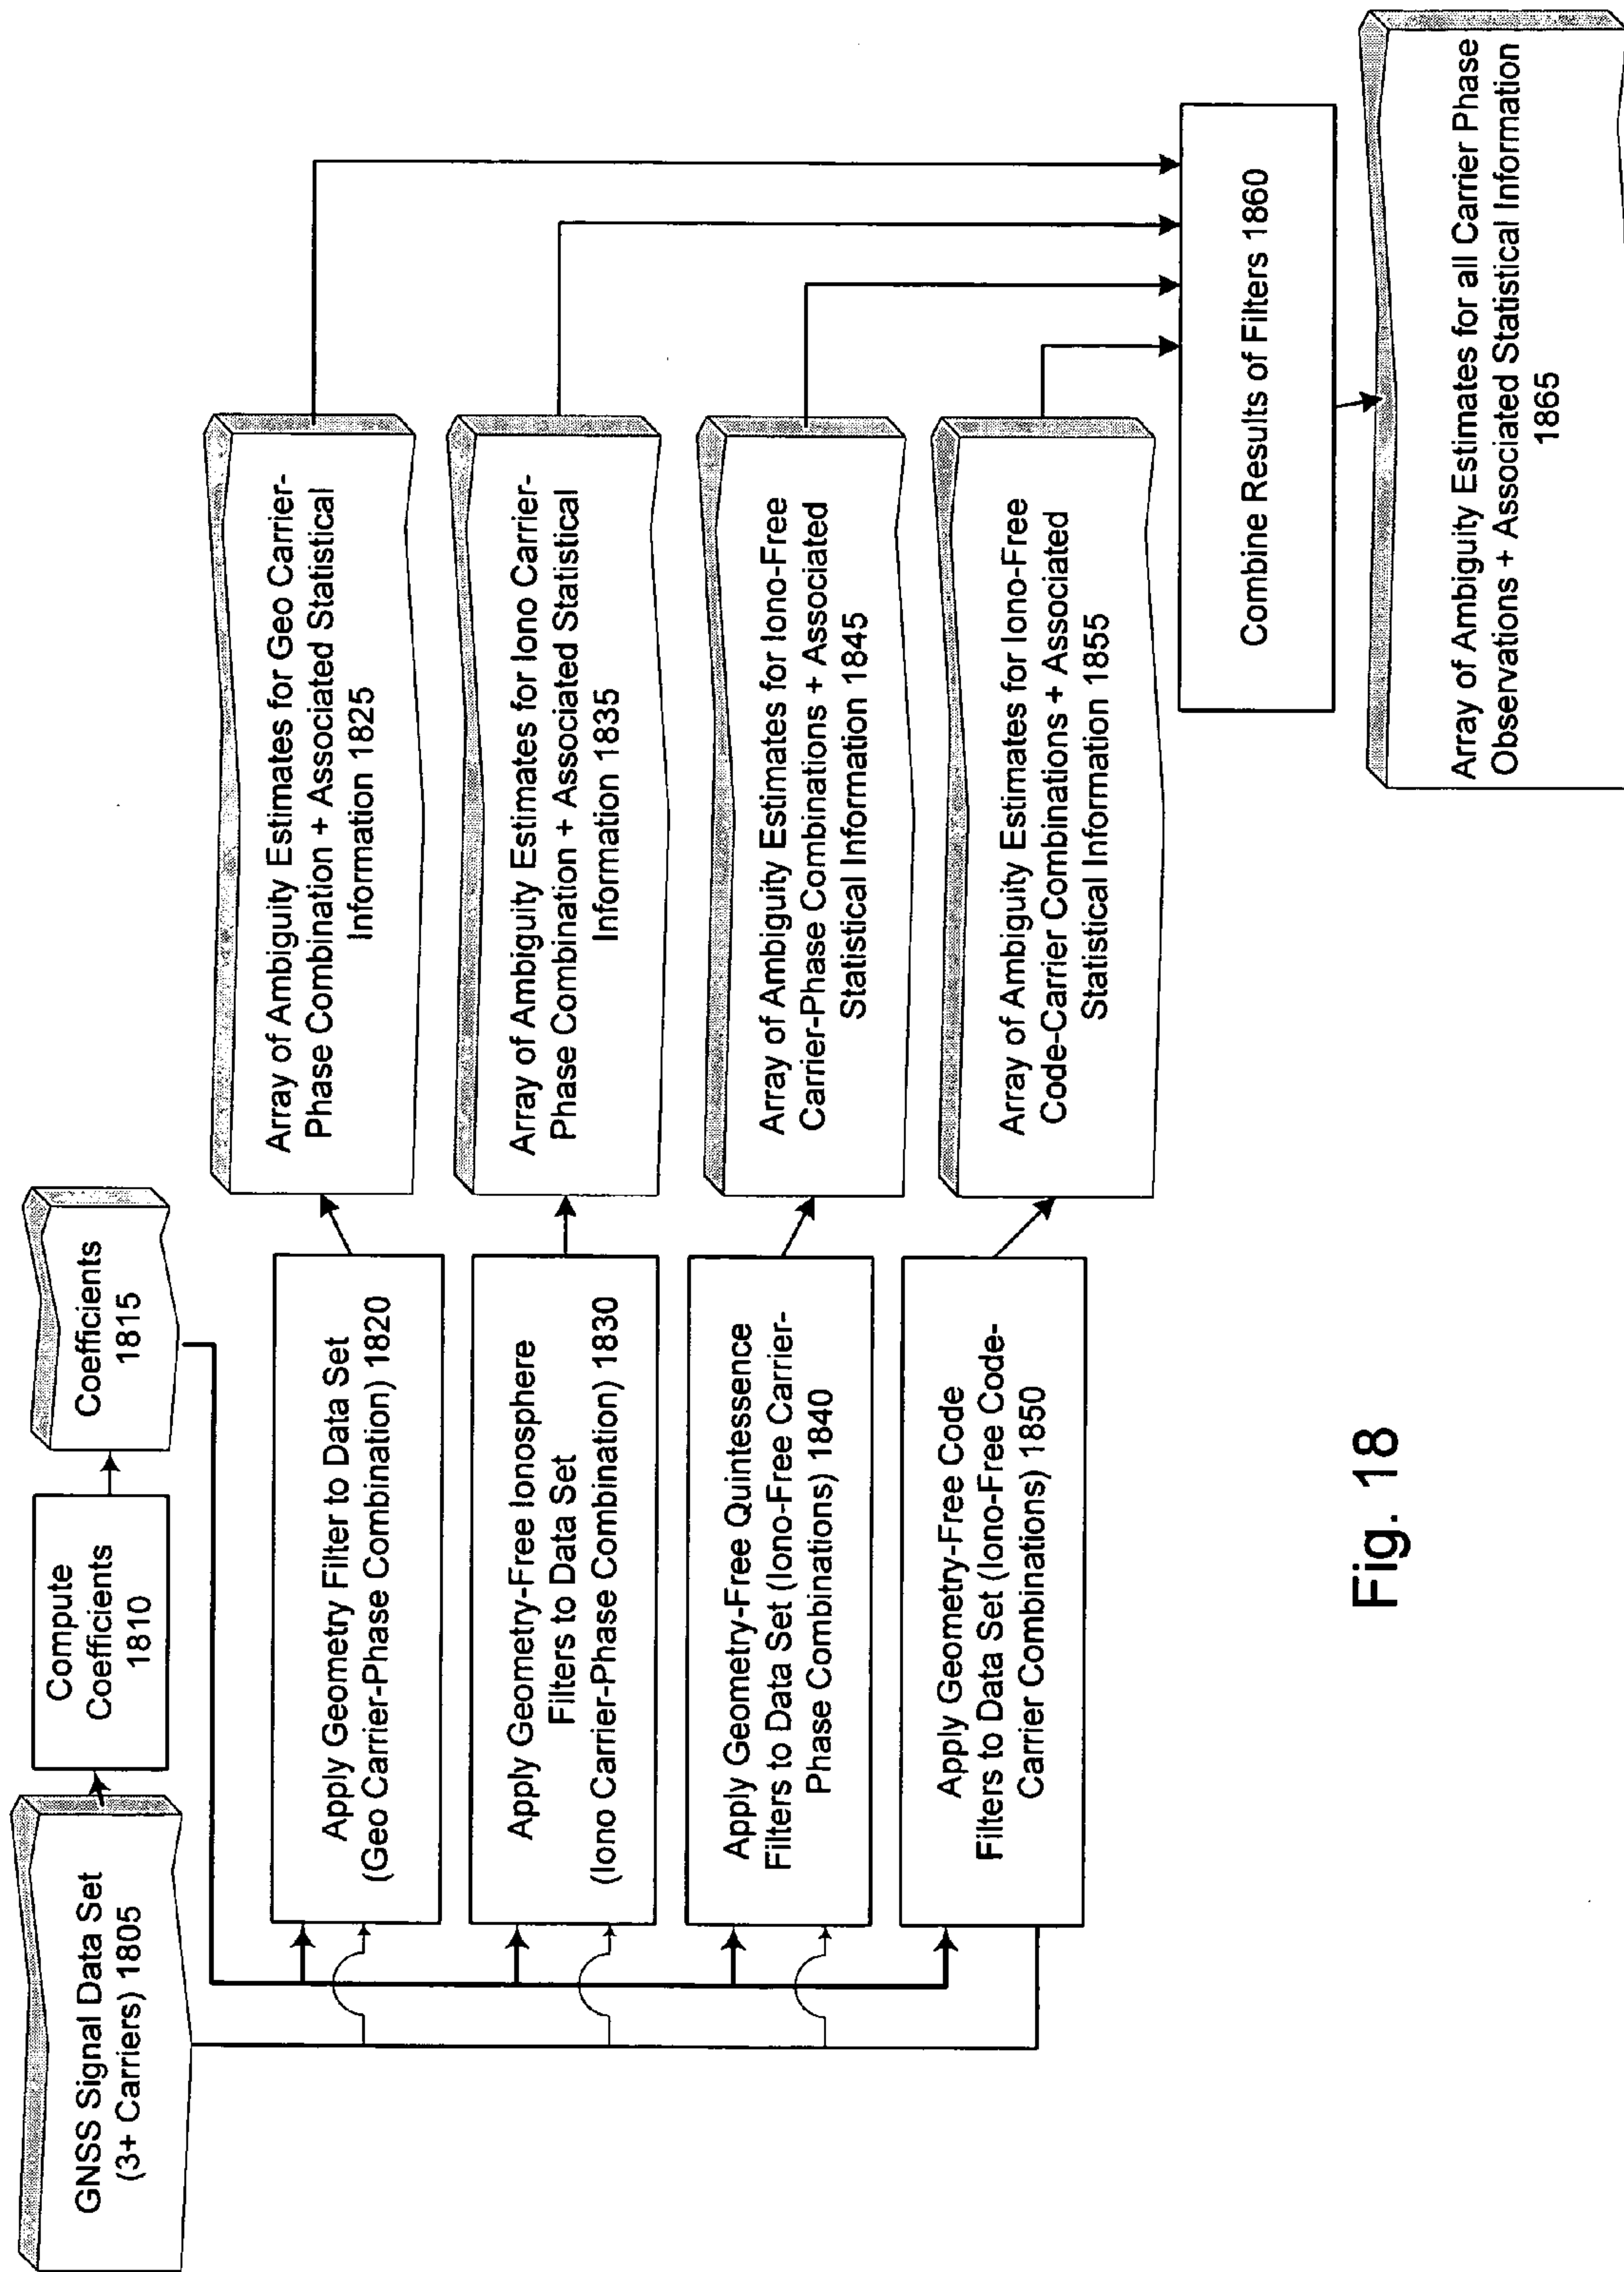 GNSS Signal Data Set
(3+ Carriers) 1805
Compute
Coefficients
1810
Coefficients
1815
Apply Geometry Filter to Data Set
(Geo Carrier-Phase Combination) 1820
Array of Ambiguity Estimates for Geo Carrier-
Phase Combination + Associated Statistical
Information 1825
Apply Geometry-Free Ionosphere
Filters to Data Set
(Iono Carrier-Phase Combination) 1830
Array of Ambiguity Estimates for Iono Carrier-
Phase Combination + Associated Statistical
Information 1835
Apply Geometry-Free Quintessence
Filters to Data Set (Iono-Free Carrier-
Phase Combinations) 1840
Array of Ambiguity Estimates for Iono-Free
Carrier-Phase Combinations + Associated
Statistical Information 1845
Apply Geometry-Free Code
Filters to Data Set (Iono-Free Code-
Carrier Combinations) 1850
Array of Ambiguity Estimates for Iono-Free
Code-Carrier Combinations + Associated
Statistical Information 1855
Combine Results of Filters 1860
Array of Ambiguity Estimates for all Carrier Phase
Observations + Associated Statistical Information
1865
Fig. 18